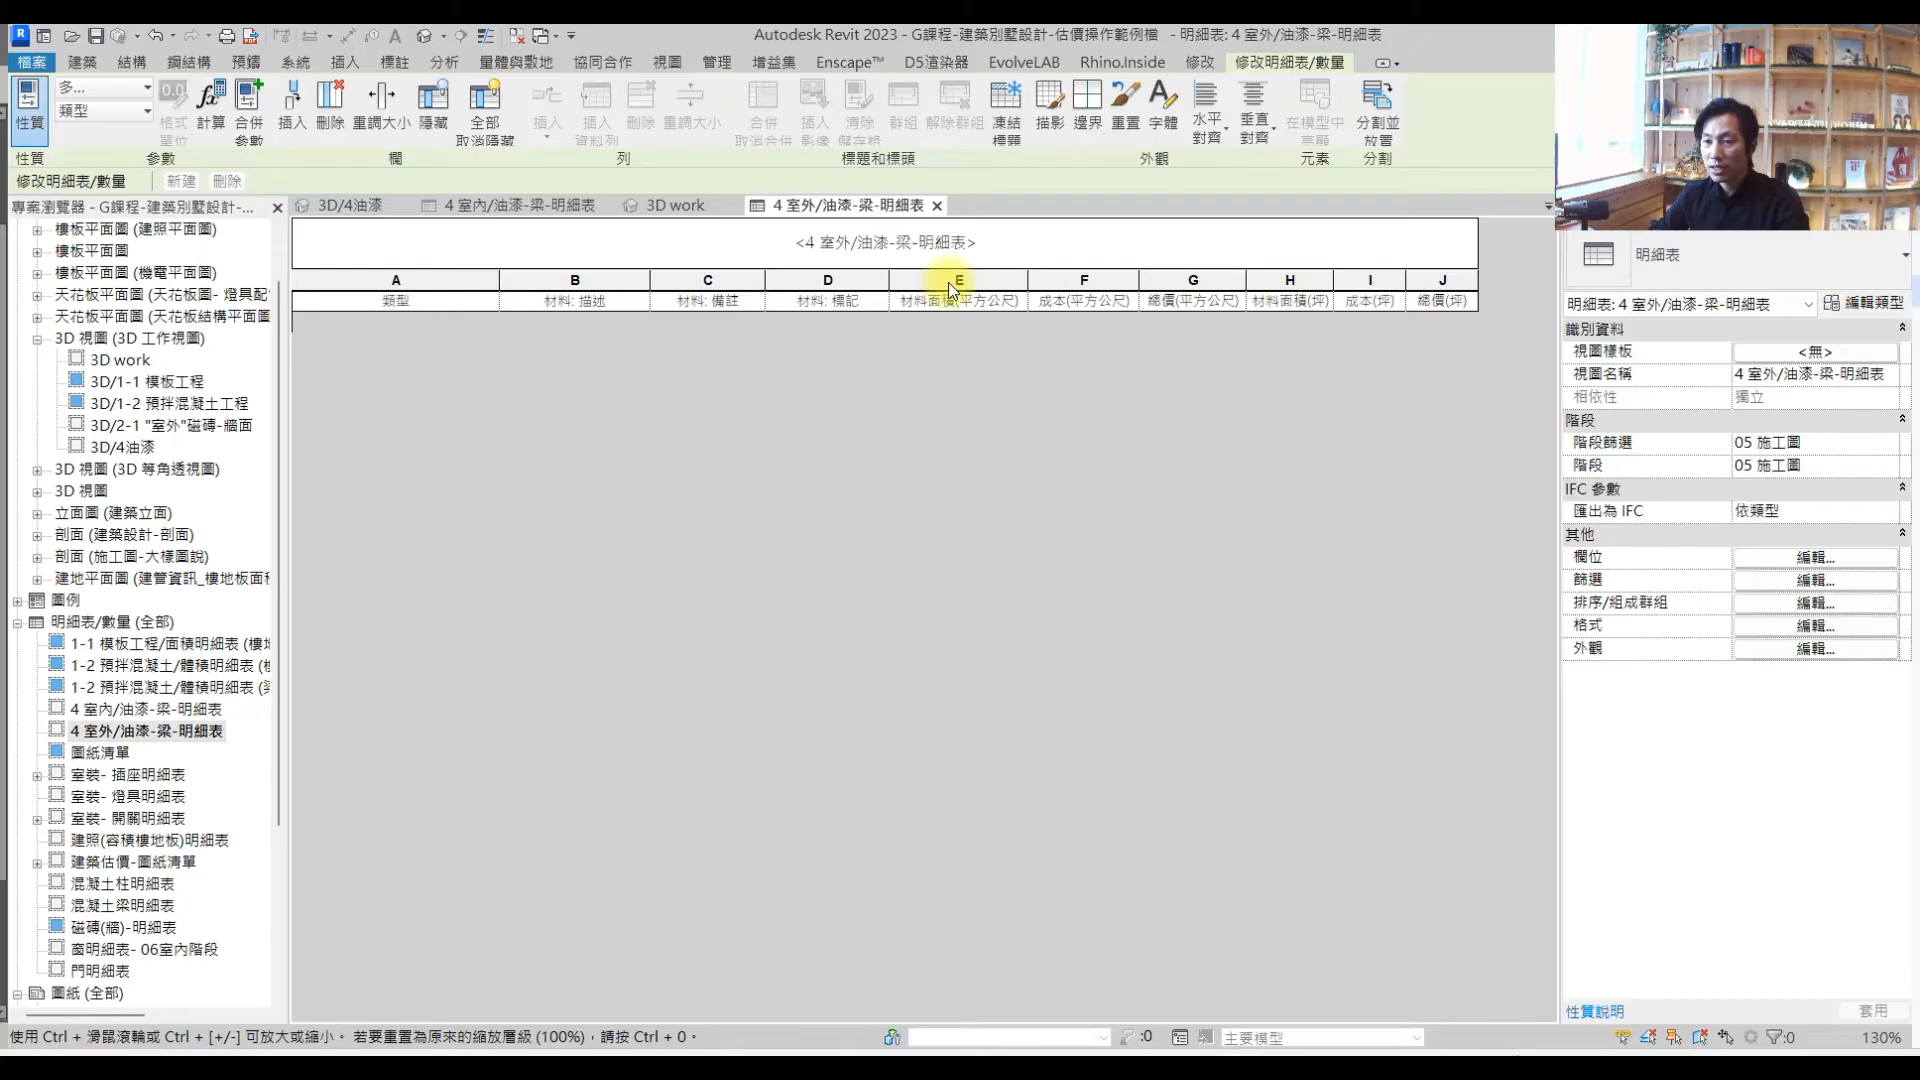 Autodesk Revit 2023 - G課程-建築別墅設計-估價操作範例檔 - 明細表: 4 室外/油漆-梁-明細表
檔案 建築 結構 鋼結構 預鑄 系統 插入 標註 分析 量體與敷地 協同合作 視圖 管理 增益集 Enscape™ D5渲染器 EvolveLAB Rhino.Inside 修改 修改明細表/數量
多...
類型
性質 格式 單位 計算 合併 參數 插入 刪除 重調大小 隱藏 全部 取消隱藏 插入 插入 資料列 刪除 重調大小 合併 取消合併 插入 影像 清除 儲存格 群組 解除群組 凍結 標頭 描影 邊界 重置 字體 水平 對齊 垂直 對齊 在模型中 亮顯 分割並 放置
性質 參數 欄 列 標題和標頭 外觀 元素 分割
修改明細表/數量 新建 刪除
專案瀏覽器 - G課程-建築別墅設計-...
3D/4油漆 4 室內/油漆-梁-明細表 3D work 4 室外/油漆-梁-明細表
樓板平面圖 (建照平面圖)
樓板平面圖
樓板平面圖 (機電平面圖)
天花板平面圖 (天花板圖- 燈具配
天花板平面圖 (天花板結構平面圖
3D 視圖 (3D 工作視圖)
3D work
3D/1-1 模板工程
3D/1-2 預拌混凝土工程
3D/2-1 "室外"磁磚-牆面
3D/4油漆
3D 視圖 (3D 等角透視圖)
3D 視圖
立面圖 (建築立面)
剖面 (建築設計-剖面)
剖面 (施工圖-大樣圖說)
建地平面圖 (建管資訊_樓地板面積
圖例
明細表/數量 (全部)
1-1 模板工程/面積明細表 (樓地
1-2 預拌混凝土/體積明細表 (樓
1-2 預拌混凝土/體積明細表 (梁
4 室內/油漆-梁-明細表
4 室外/油漆-梁-明細表
圖紙清單
室裝- 插座明細表
室裝- 燈具明細表
室裝- 開關明細表
建照(容積樓地板)明細表
建築估價-圖紙清單
混凝土柱明細表
混凝土梁明細表
磁磚(牆)-明細表
窗明細表- 06室內階段
門明細表
圖紙 (全部)
<4 室外/油漆-梁-明細表>
A B C D E F G H I J
類型 材料: 描述 材料: 備註 材料: 標記 材料面積(平方公尺) 成本(平方公尺) 總價(平方公尺) 材料面積(坪) 成本(坪) 總價(坪)
明細表
明細表: 4 室外/油漆-梁-明細表 編輯類型
識別資料
視圖樣板 <無>
視圖名稱 4 室外/油漆-梁-明細表
相依性 獨立
階段
階段篩選 05 施工圖
階段 05 施工圖
IFC 參數
匯出為 IFC 依類型
其他
欄位 編輯...
篩選 編輯...
排序/組成群組 編輯...
格式 編輯...
外觀 編輯...
性質說明 套用
使用 Ctrl + 滑鼠滾輪或 Ctrl + [+/-] 可放大或縮小。若要重置為原來的縮放層級 (100%)，請按 Ctrl + 0。
:0 主要模型 :0 130%